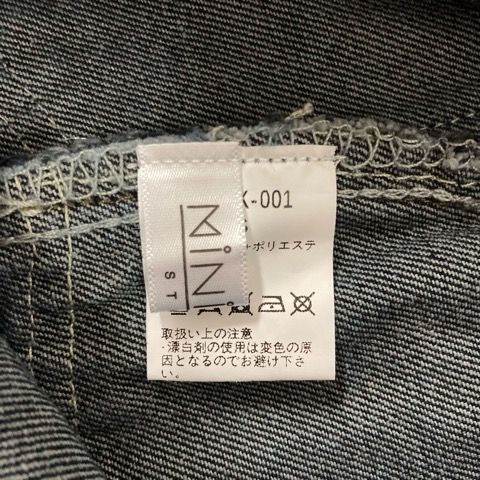 MiNi
ST
K-001
ポリエステ
取扱い上の注意
・漂白剤の使用は変色の原
因となるのでお避け下さ
い。